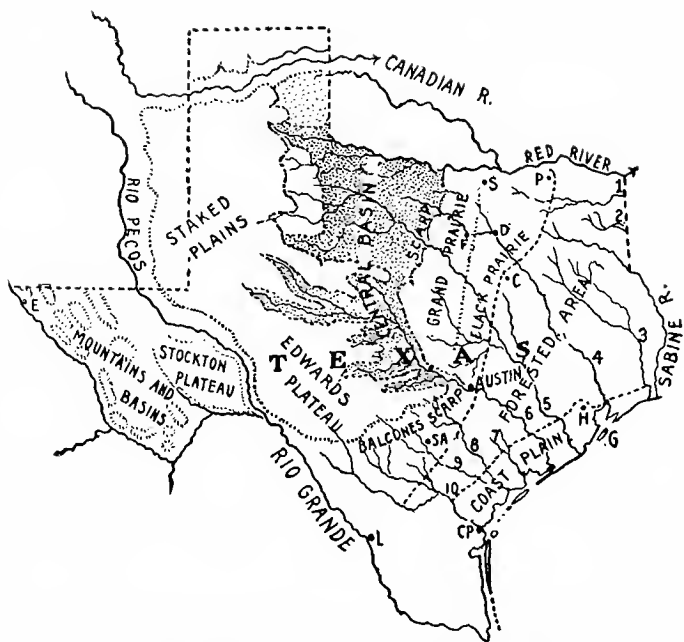 CANADIAN R.
RED RIVER
S
P
1
2
RIO PECOS
STAKED PLAINS
CENTRAL BASIN
SCARP
GRAND PRAIRIE
D
BLACK PRAIRIE
C
E
MOUNTAINS AND BASINS
STOCKTON PLATEAU
EDWARDS PLATEAU
TEXAS
FORESTED AREA
SABINE R.
3
4
5
6
7
8
9
10
AUSTIN
BALCONES SCARP
SA
COAST PLAIN
H
G
RIO GRANDE
L
CP